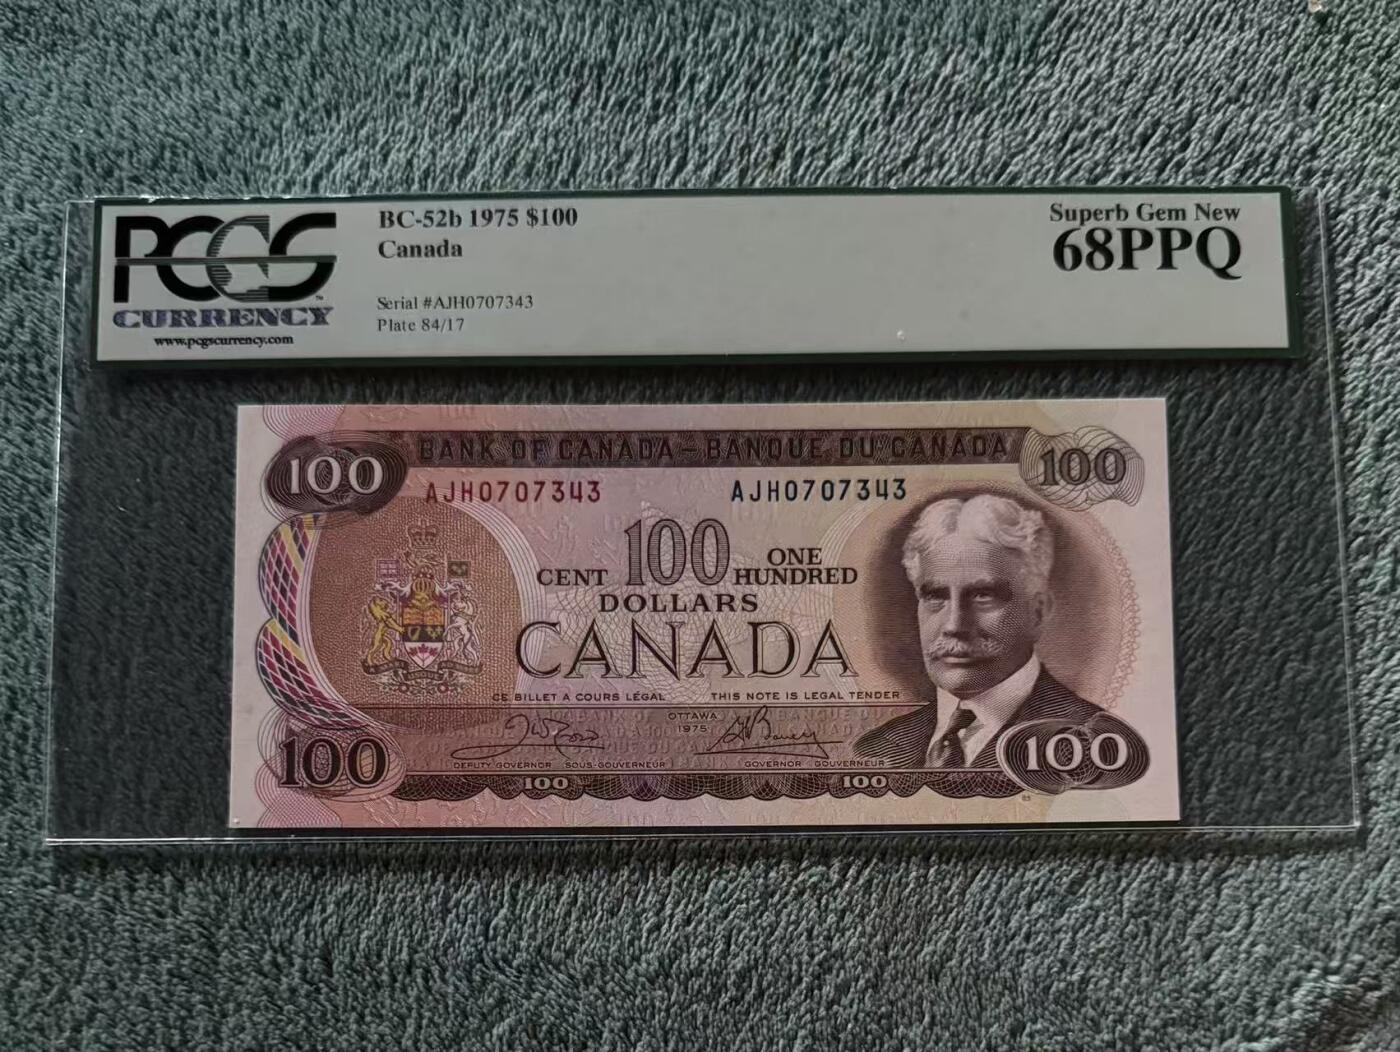 PCGS
CURRENCY
www.pcgscurrency.com
BC-52b 1975 $100
Canada
Serial #AJH0707343
Plate 84/17
Superb Gem New
68PPQ
BANK OF CANADA – BANQUE DU CANADA
100
100
AJH0707343
AJH0707343
CENT 100 ONE HUNDRED
DOLLARS
CANADA
CE BILLET A COURS LÉGAL
THIS NOTE IS LEGAL TENDER
OTTAWA
1975
DEPUTY GOVERNOR SOUS-GOUVERNEUR
GOVERNOR GOUVERNEUR
100
100
100
100